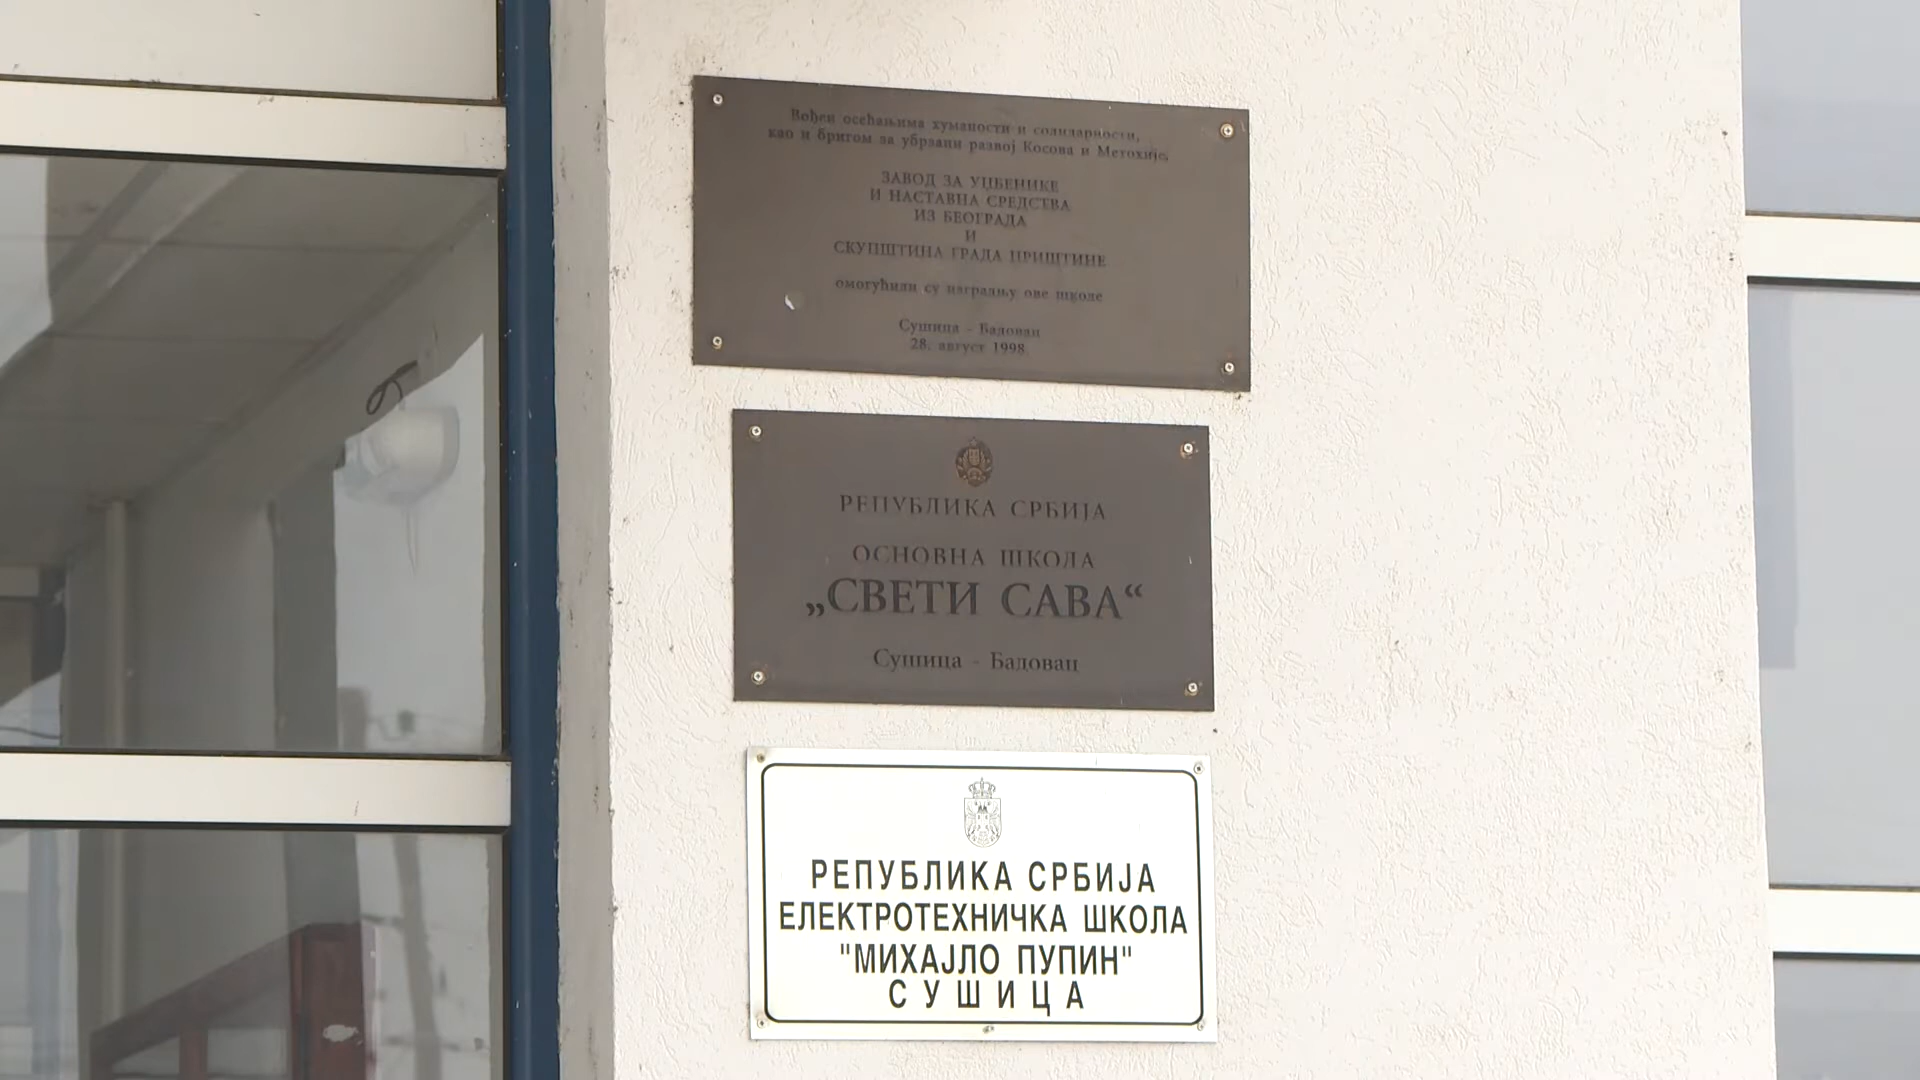 Вођен осећањима хуманости и солидарности,
као и бригом за убрзани развој Косова и Метохије,
ЗАВОД ЗА УЏБЕНИКЕ
И НАСТАВНА СРЕДСТВА
ИЗ БЕОГРАДА
И
СКУПШТИНА ГРАДА ПРИШТИНЕ
омогућили су изградњу ове школе
Сушица - Бадовац
28. август 1998.
РЕПУБЛИКА СРБИЈА
ОСНОВНА ШКОЛА
„СВЕТИ САВА“
Сушица - Бадовац
РЕПУБЛИКА СРБИЈА
ЕЛЕКТРОТЕХНИЧКА ШКОЛА
"МИХАЈЛО ПУПИН"
СУШИЦА